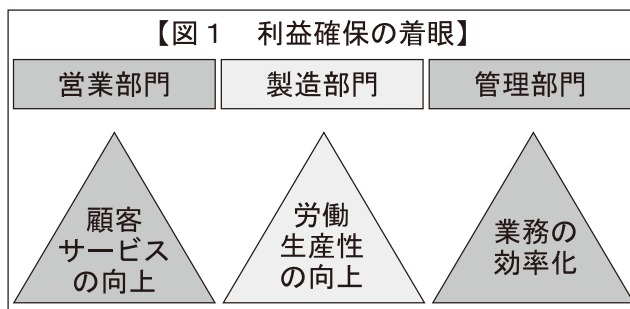 【図1 利益確保の着眼】
営業部門
製造部門
管理部門
顧客
サービス
の向上
労働
生産性
の向上
業務の
効率化